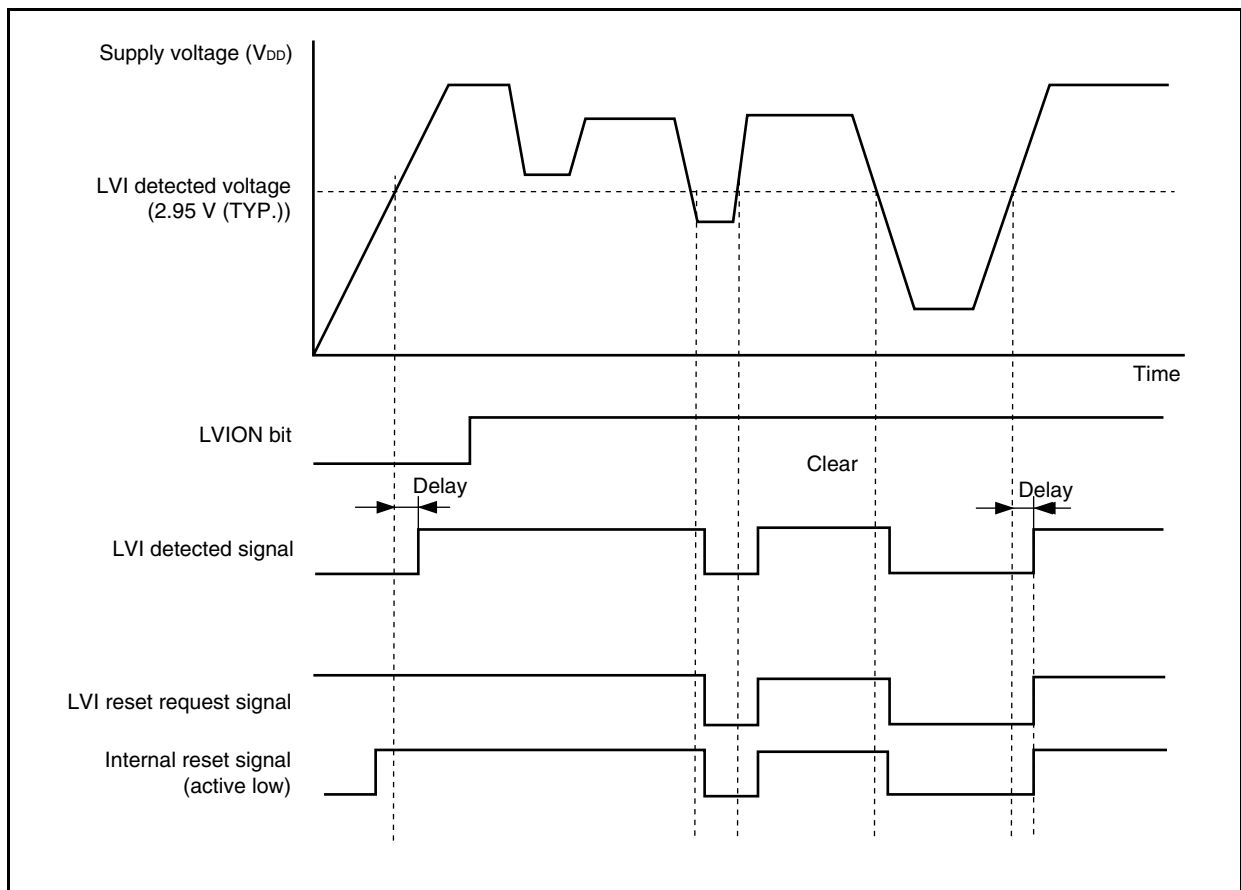 Supply voltage (VDD)
LVI detected voltage
(2.95 V (TYP.))
Time
LVION bit
Clear
Delay
Delay
LVI detected signal
LVI reset request signal
Internal reset signal
(active low)